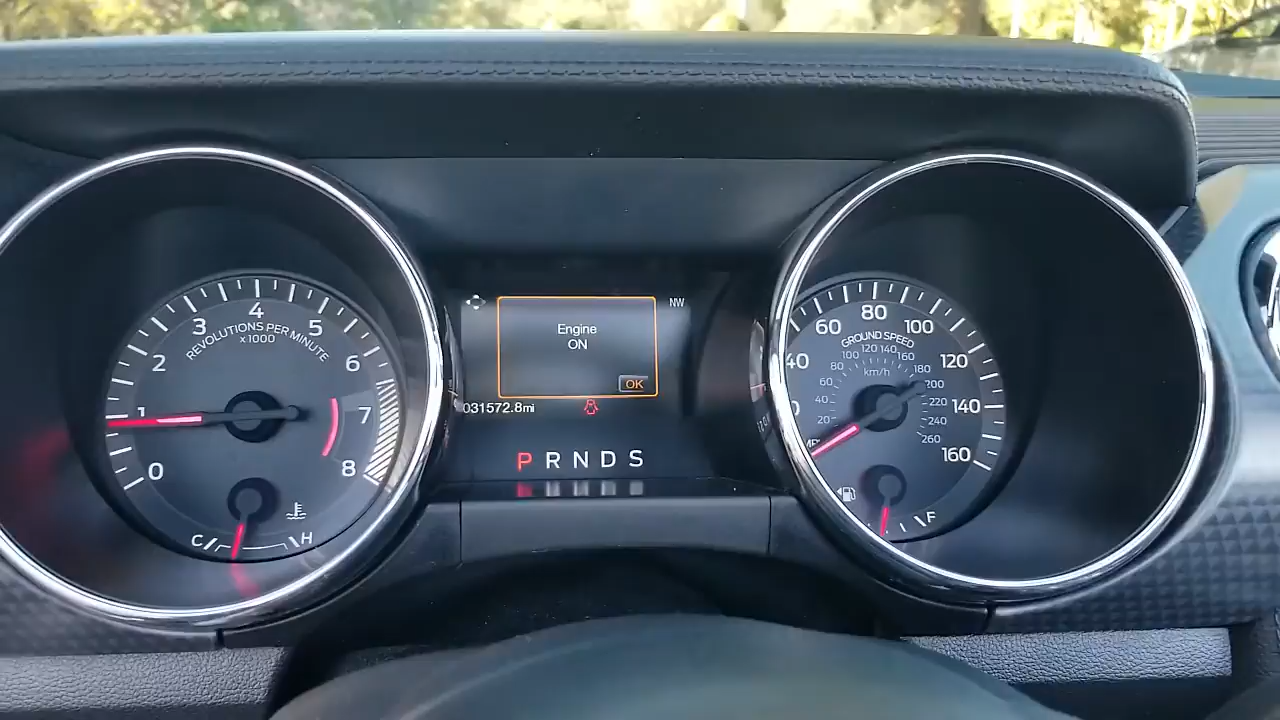 0
1
2
3
4
5
6
7
8
REVOLUTIONS PER MINUTE
x1000
C H
NW
Engine
ON
OK
031572.8mi
P R N D S
40
60
80
100
120
140
160
GROUND SPEED
km/h
20
40
60
80
100
120
140
160
180
200
220
240
260
F